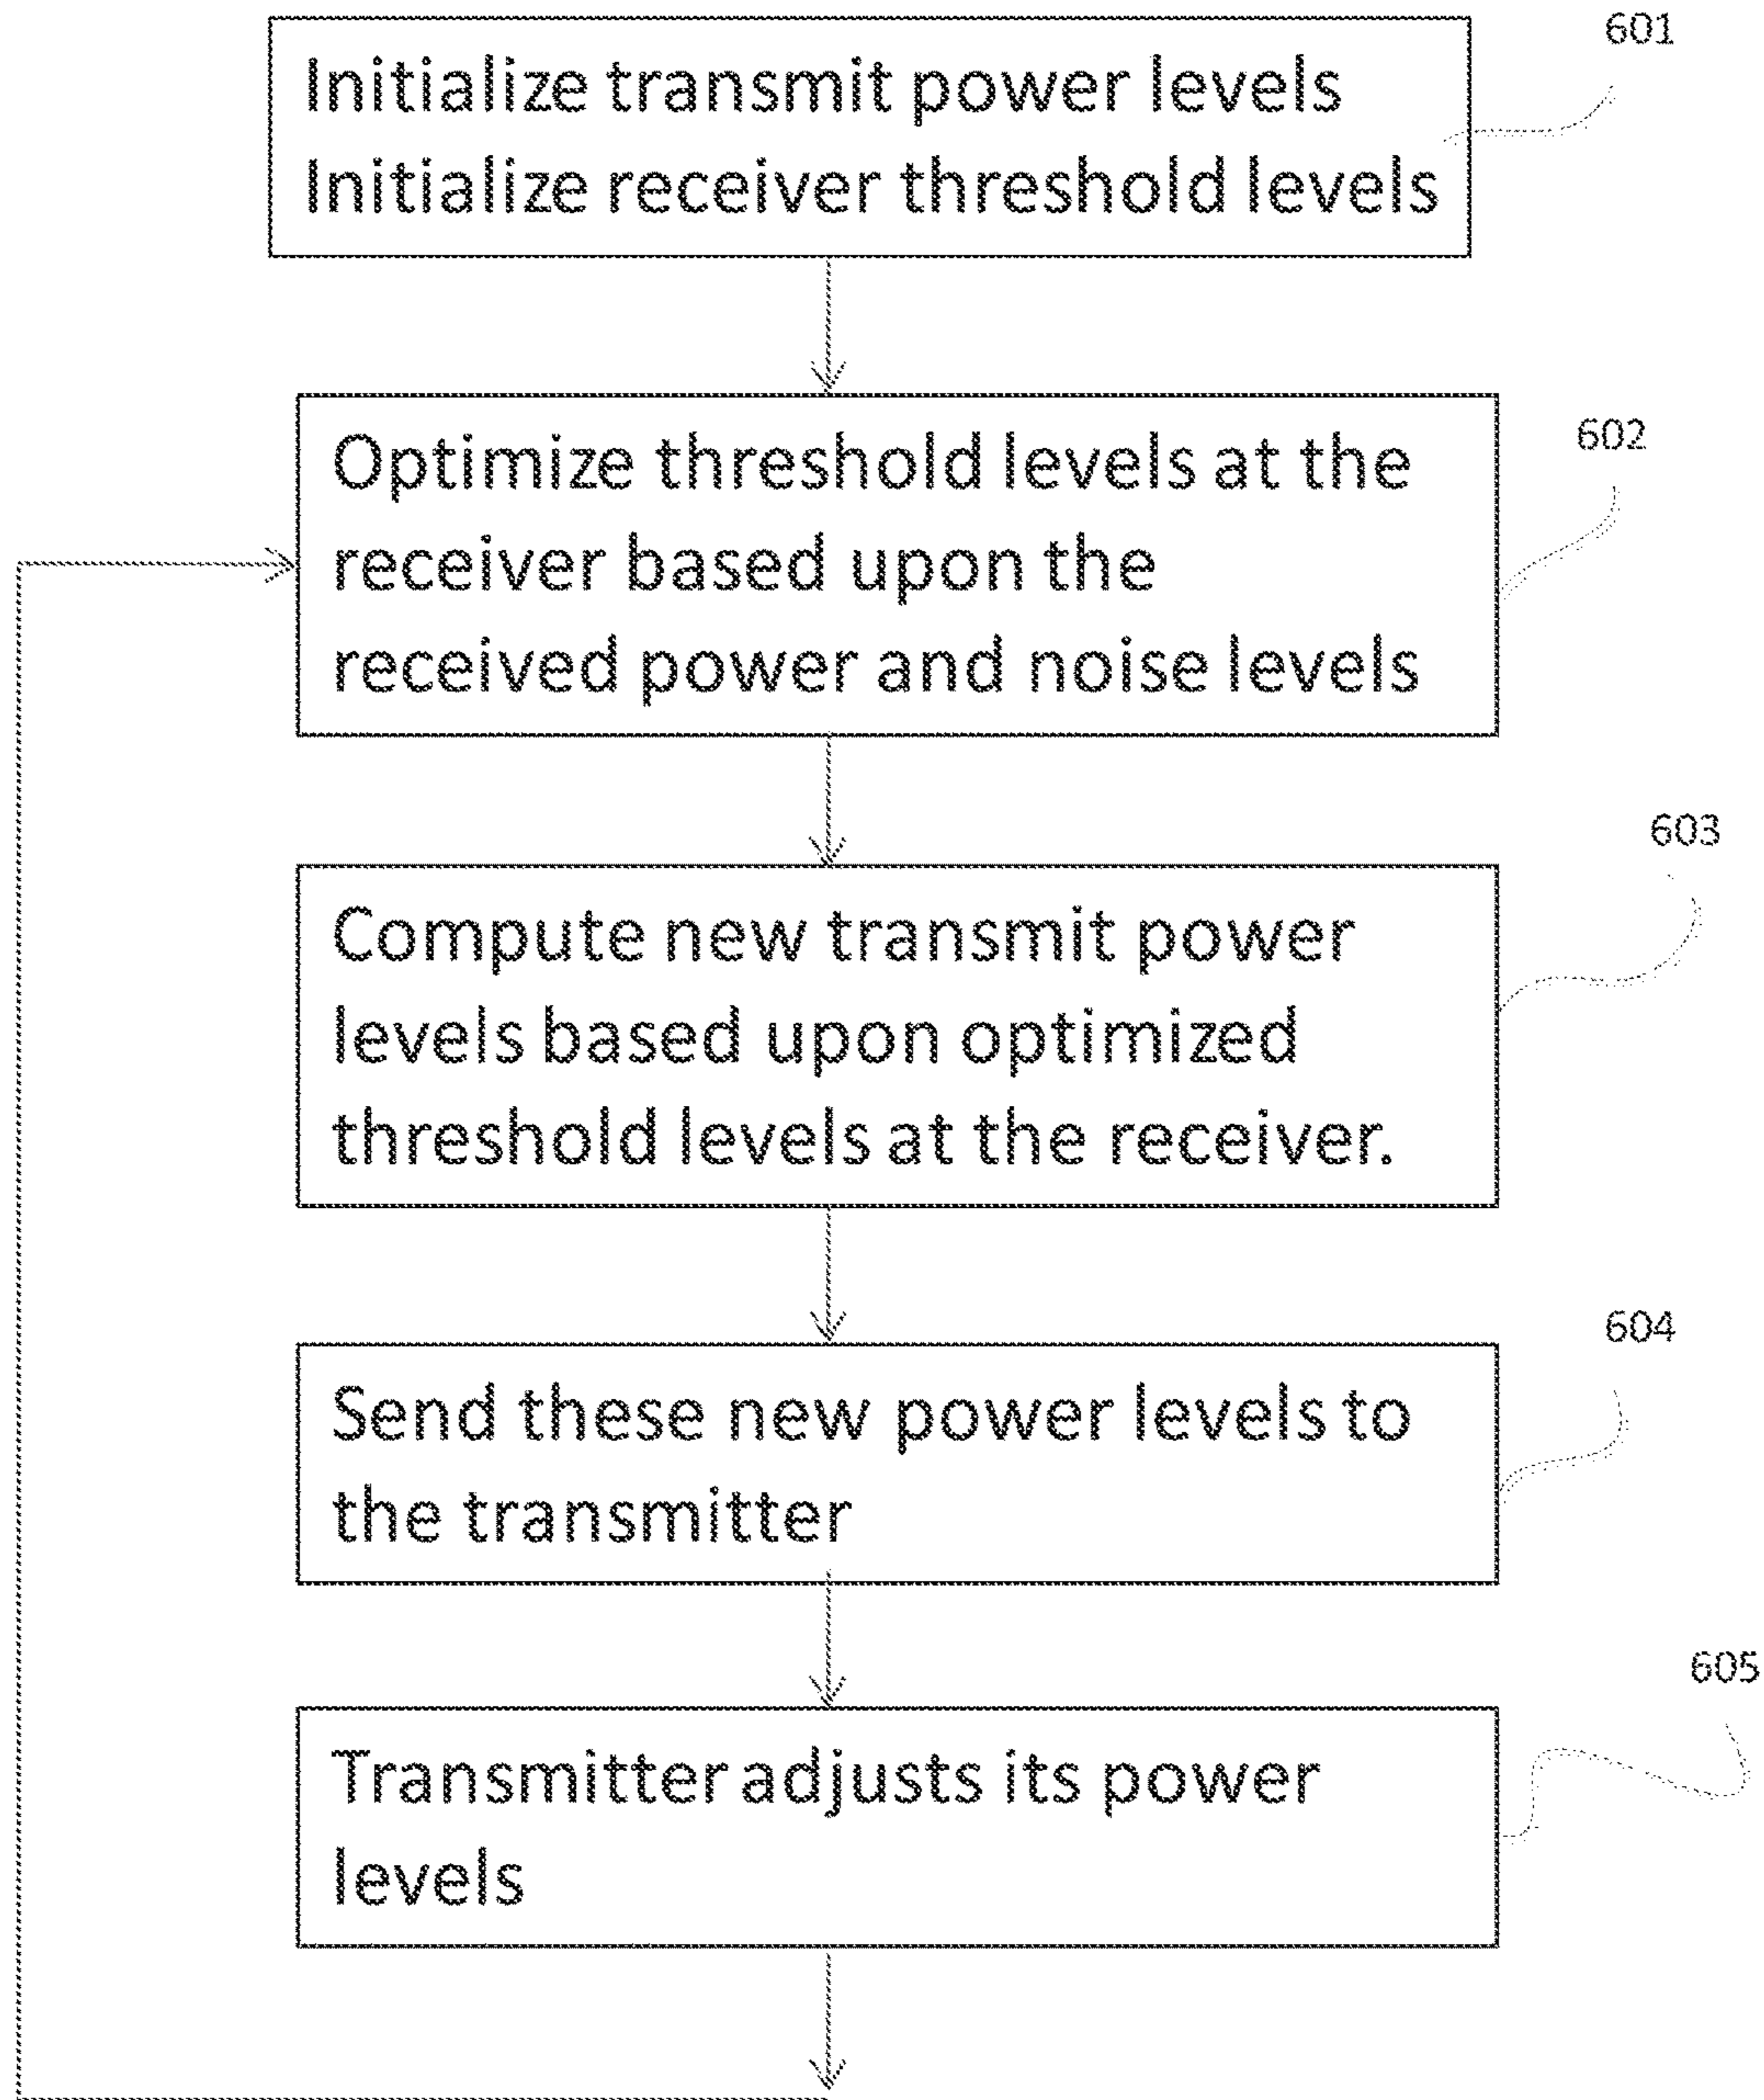 601
Initialize transmit power levels
Initialize receiver threshold levels
602
Optimize threshold levels at the
receiver based upon the
received power and noise levels
603
Compute new transmit power
levels based upon optimized
threshold levels at the receiver.
604
Send these new power levels to
the transmitter
605
Transmitter adjusts its power
levels